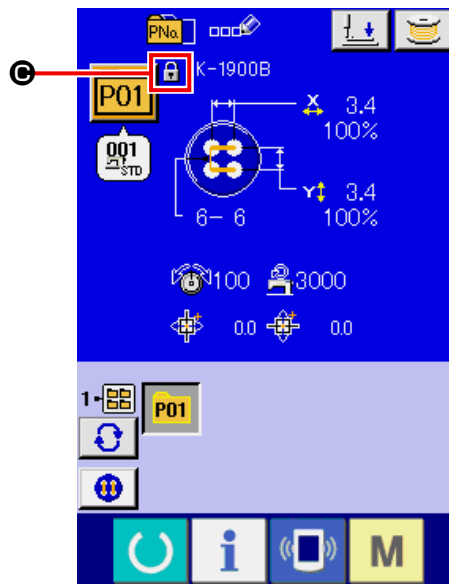 PNo.
C
K-1900B
P01
X 3.4
100%
001
STD
Y 3.4
6- 6
100%
100 3000
0.0 0.0
1
P01
i M